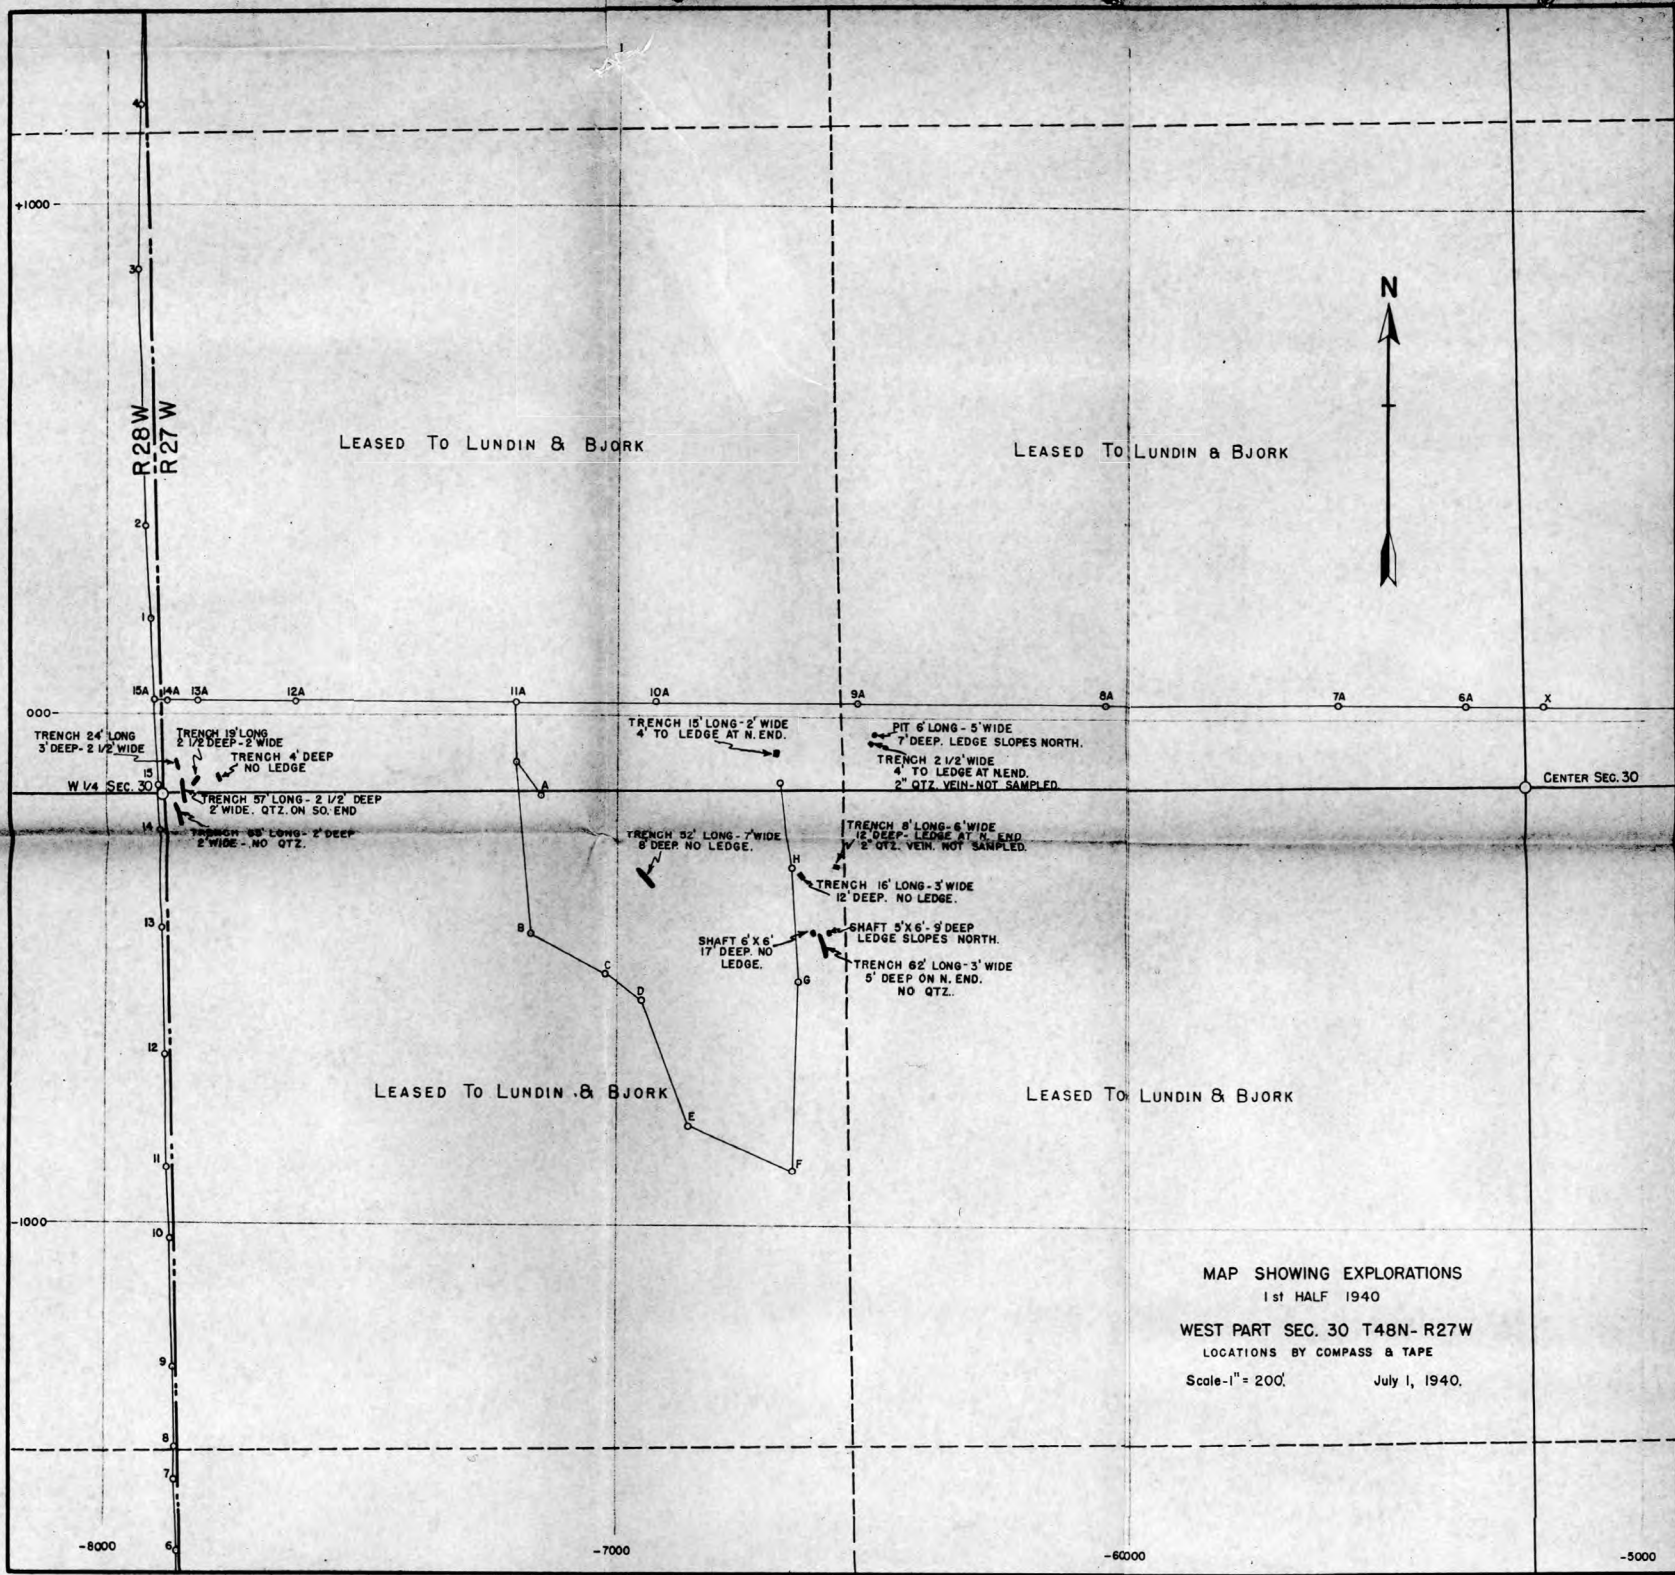 4
+1000
3
N
R28W
R27W
LEASED TO LUNDIN & BJORK
LEASED TO LUNDIN & BJORK
2
1
15A
14A
13A
12A
11A
10A
9A
8A
7A
6A
X
000
TRENCH 24' LONG
3' DEEP - 2 1/2' WIDE
TRENCH 19' LONG
2 1/2' DEEP - 2' WIDE
TRENCH 4' DEEP
NO LEDGE
TRENCH 15' LONG - 2' WIDE
4' TO LEDGE AT N. END.
PIT 6' LONG - 5' WIDE
7' DEEP. LEDGE SLOPES NORTH.
TRENCH 2 1/2' WIDE
4' TO LEDGE AT N.END.
2" QTZ. VEIN - NOT SAMPLED.
15
W 1/4 SEC. 30
CENTER SEC. 30
A
TRENCH 57' LONG - 2 1/2' DEEP
2' WIDE. QTZ. ON SO. END
14
LONG - 2' DEEP
2' WIDE - NO QTZ.
TRENCH 52' LONG - 7' WIDE
8' DEEP. NO LEDGE.
TRENCH 8' LONG - 6' WIDE
12' DEEP - LEDGE AT N. END
2" QTZ. VEIN. NOT SAMPLED.
H
TRENCH 16' LONG - 3' WIDE
12' DEEP. NO LEDGE.
13
B
SHAFT 6' X 6'
17' DEEP. NO
LEDGE.
SHAFT 5' X 6' - 9' DEEP
LEDGE SLOPES NORTH.
TRENCH 62' LONG - 3' WIDE
5' DEEP ON N. END.
NO QTZ.
C
G
D
12
LEASED TO LUNDIN & BJORK
LEASED TO LUNDIN & BJORK
E
11
F
-1000
10
MAP SHOWING EXPLORATIONS
1st HALF 1940
WEST PART SEC. 30 T48N-R27W
LOCATIONS BY COMPASS & TAPE
Scale-1" = 200'.
July 1, 1940.
9
8
7
6
-8000
-7000
-60000
-5000